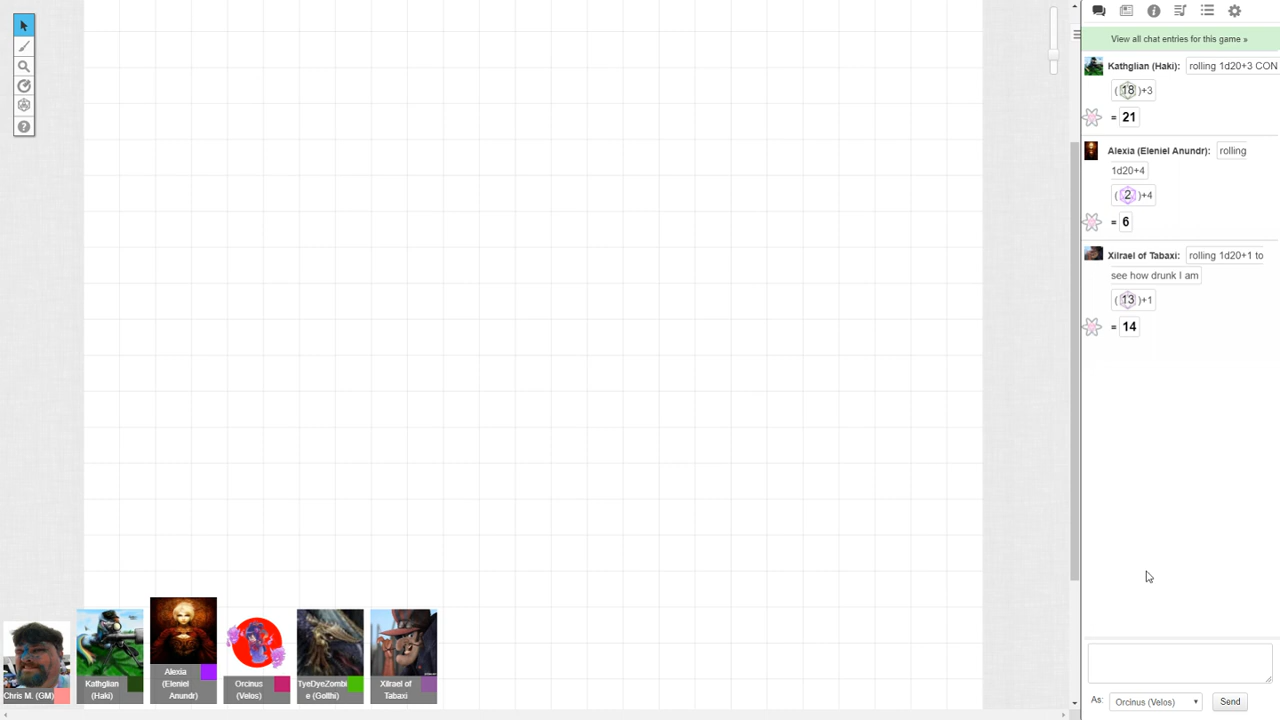 View all chat entries for this game »
Kathglian (Haki): rolling 1d20+3 CON
(18)+3
= 21
Alexia (Eleniel Anundr): rolling
1d20+4
(2)+4
= 6
Xilrael of Tabaxi: rolling 1d20+1 to
see how drunk I am
(13)+1
= 14
Chris M. (GM)
Kathglian
(Haki)
Alexia
(Eleniel
Anundr)
Orcinus
(Velos)
TyeDyeZombi
e (Golthi)
Xilrael of
Tabaxi
As: Orcinus (Velos)
Send